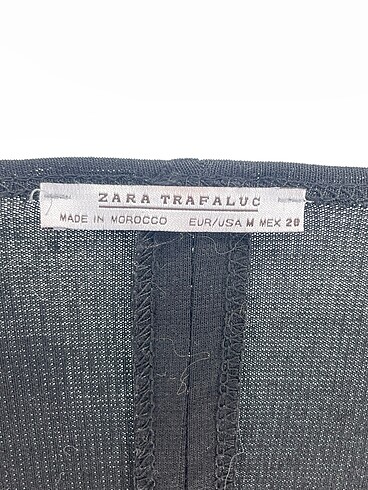 ZARA TRAFALUC
MADE IN MOROCCO EUR/USA M MEX 28